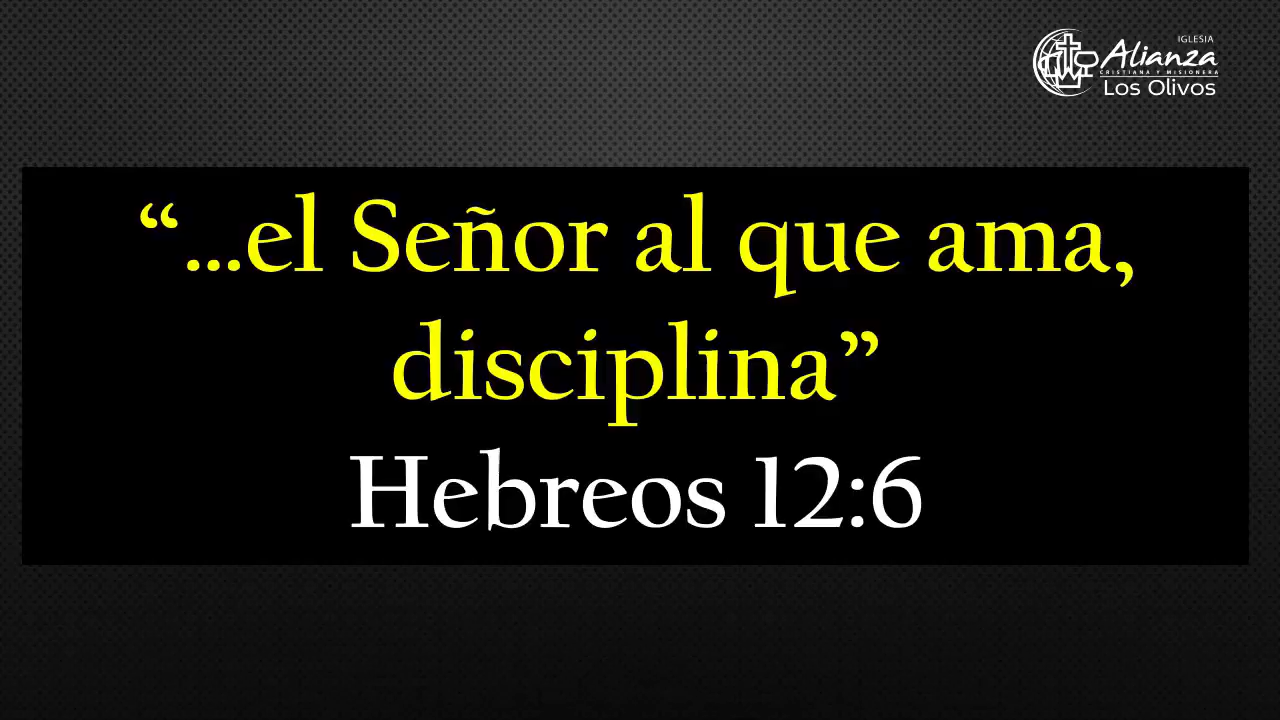 IGLESIA
Alianza
CRISTIANA Y MISIONERA
Los Olivos
“...el Señor al que ama,
disciplina”
Hebreos 12:6